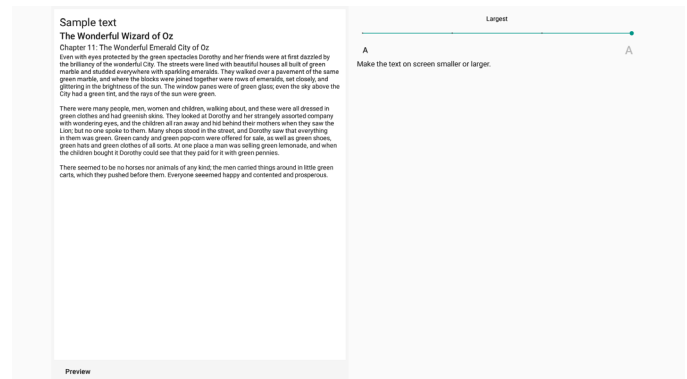 Sample text
The Wonderful Wizard of Oz
Chapter 11: The Wonderful Emerald City of Oz
Even with eyes protected by the green spectacles Dorothy and her friends were at first dazzled by
the brilliancy of the wonderful City. The streets were lined with beautiful houses all built of green
marble and studded everywhere with sparkling emeralds. They walked over a pavement of the same
green marble, and where the blocks were joined together were rows of emeralds, set closely, and
glittering in the brightness of the sun. The window panes were of green glass; even the sky above the
City had a green tint, and the rays of the sun were green.
There were many people, men, women and children, walking about, and these were all dressed in
green clothes and had greenish skins. They looked at Dorothy and her strangely assorted company
with wondering eyes, and the children all ran away and hid behind their mothers when they saw the
Lion; but no one spoke to them. Many shops stood in the street, and Dorothy saw that everything
in them was green. Green candy and green pop-corn were offered for sale, as well as green shoes,
green hats and green clothes of all sorts. At one place a man was selling green lemonade, and when
the children bought it Dorothy could see that they paid for it with green pennies.
There seemed to be no horses nor animals of any kind; the men carried things around in little green
carts, which they pushed before them. Everyone seeemed happy and contented and prosperous.
Preview
Largest
A A
Make the text on screen smaller or larger.